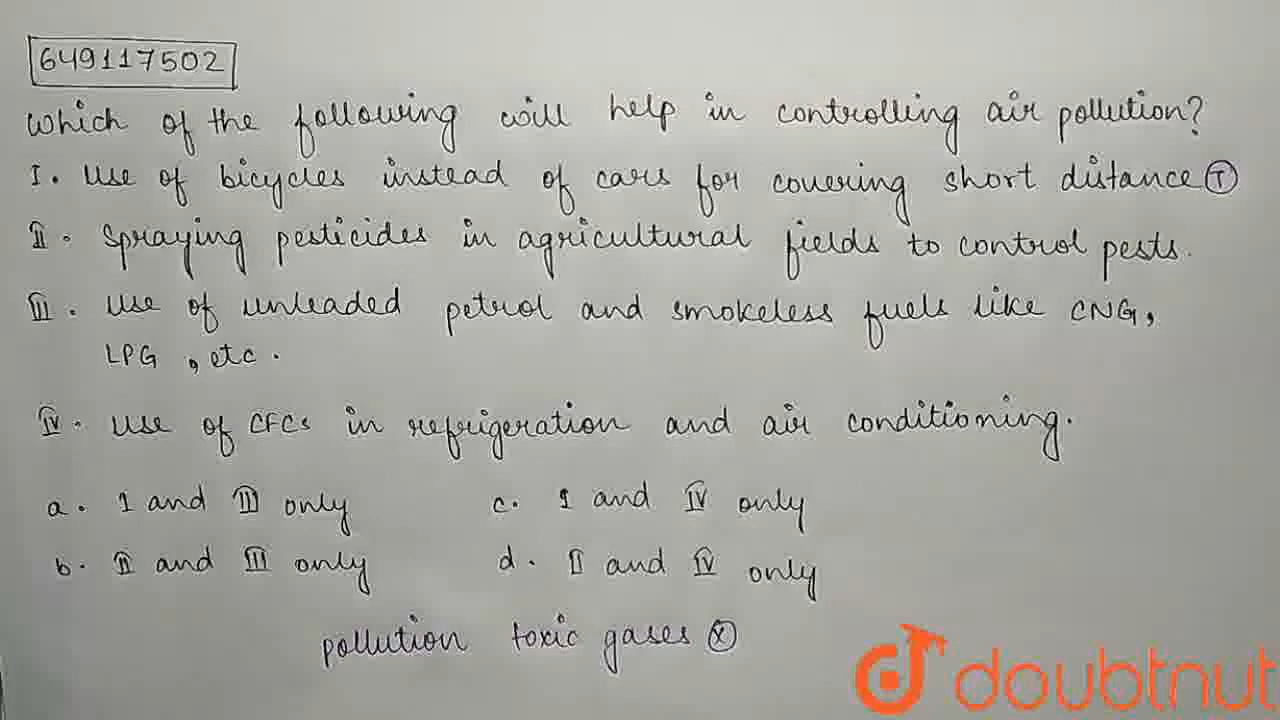 649117502
Which of the following will help in controlling air pollution?
I. Use of bicycles instead of cars for covering short distance (T)
II. Spraying pesticides in agricultural fields to control pests.
III. Use of unleaded petrol and smokeless fuels like CNG,
LPG, etc.
IV. Use of CFCs in refrigeration and air conditioning.
a. I and III only c. I and IV only
b. II and III only d. II and IV only
pollution toxic gases (X)
doubtnut